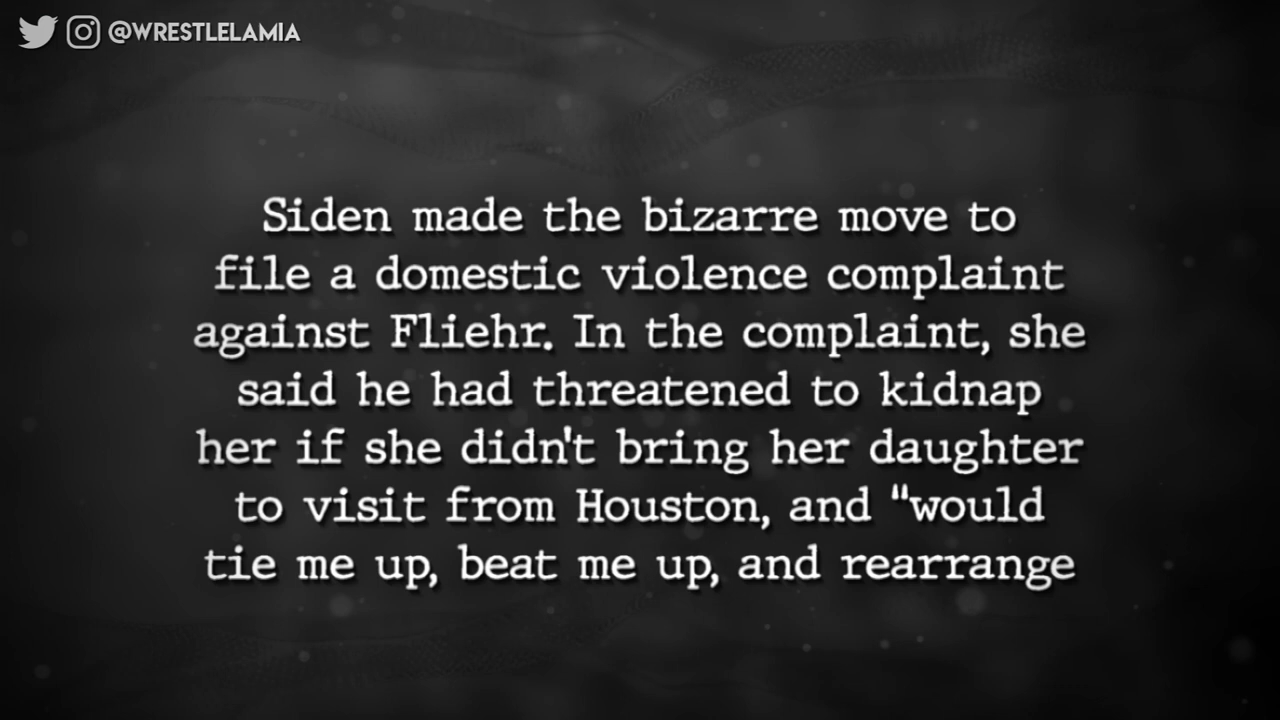 @WRESTLELAMIA
Siden made the bizarre move to
file a domestic violence complaint
against Fliehr. In the complaint, she
said he had threatened to kidnap
her if she didn't bring her daughter
to visit from Houston, and "would
tie me up, beat me up, and rearrange